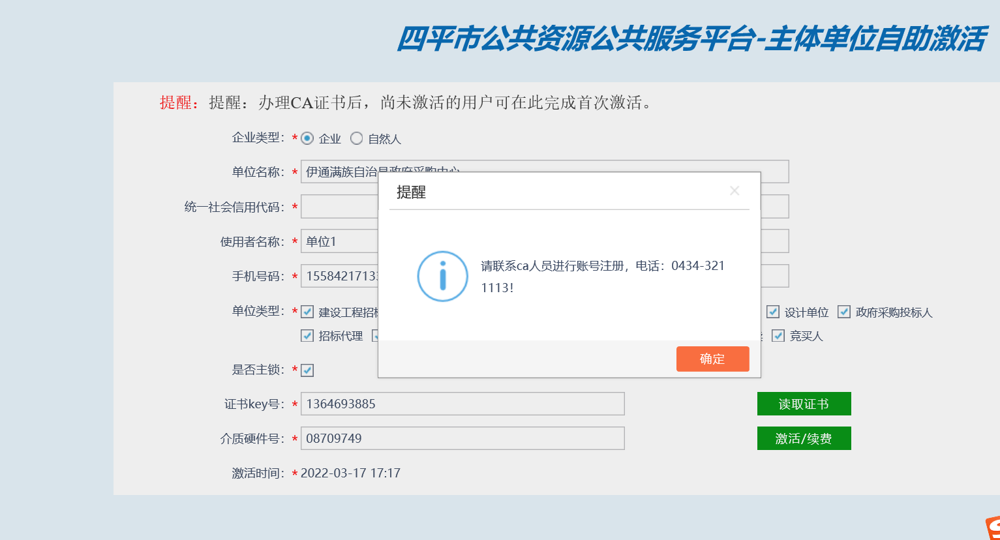 四平市公共资源公共服务平台-主体单位自助激活
提醒：提醒：办理CA证书后，尚未激活的用户可在此完成首次激活。
企业类型：* 企业 自然人
单位名称：* 伊通满族自治县政府采购中心
统一社会信用代码：*
使用者名称：* 单位1
手机号码：* 1558421713
单位类型：* 建设工程招标 设计单位 政府采购投标人
招标代理 竞买人
是否主锁：*
证书key号：* 1364693885 读取证书
介质硬件号：* 08709749 激活/续费
激活时间：* 2022-03-17 17:17
提醒
请联系ca人员进行账号注册，电话：0434-321
1113!
确定